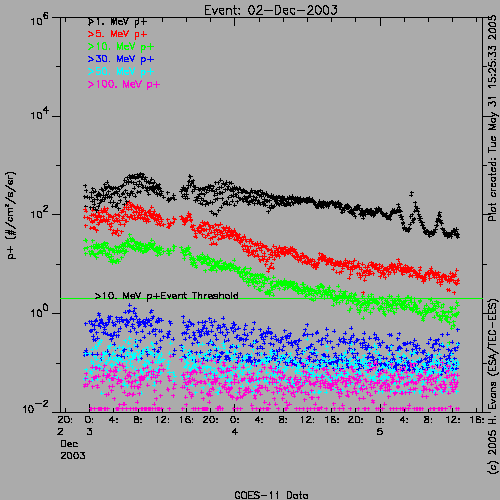 Event: 02-Dec-2003
>1. MeV p+
>5. MeV p+
>10. MeV p+
>30. MeV p+
>50. MeV p+
>100. MeV p+
10^6
10^4
10^2
10^0
10^-2
p+ (#/cm²/s/sr)
>10. MeV p+Event Threshold
20: 0: 4: 8: 12: 16: 20: 0: 4: 8: 12: 16: 20: 0: 4: 8: 12: 16:
2 3 4 5
Dec
2003
GOES-11 Data
Plot created: Tue May 31 15:25:33 2005
(c) 2005 H. Evans (ESA/TEC-EES)